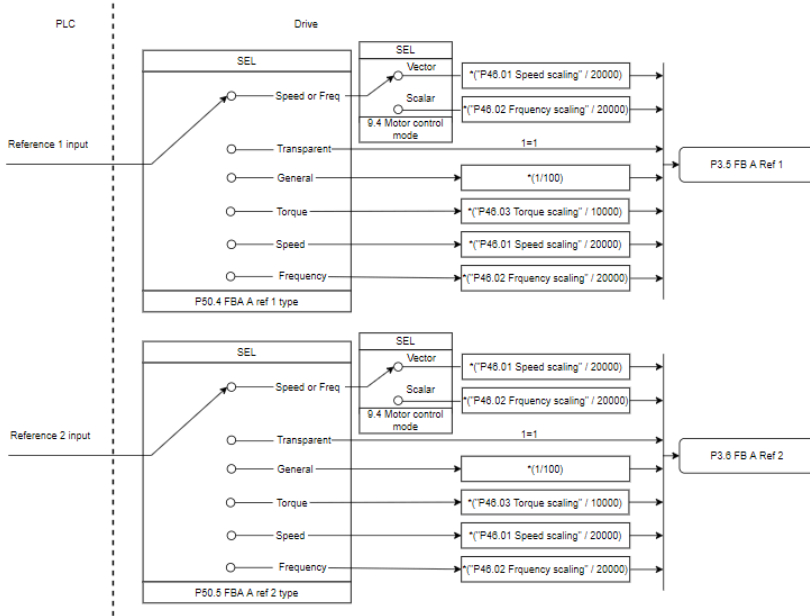 PLC
Drive
SEL
SEL
Vector
*("P46.01 Speed scaling" / 20000)
Speed or Freq
Scalar
*("P46.02 Frquency scaling" / 20000)
9.4 Motor control
mode
Reference 1 input
Transparent
1=1
P3.5 FB A Ref 1
General
*(1/100)
Torque
*("P46.03 Torque scaling" / 10000)
Speed
*("P46.01 Speed scaling" / 20000)
Frequency
*("P46.02 Frquency scaling" / 20000)
P50.4 FBA A ref 1 type
SEL
SEL
Vector
*("P46.01 Speed scaling" / 20000)
Speed or Freq
Scalar
*("P46.02 Frquency scaling" / 20000)
9.4 Motor control
mode
Reference 2 input
Transparent
1=1
P3.6 FB A Ref 2
General
*(1/100)
Torque
*("P46.03 Torque scaling" / 10000)
Speed
*("P46.01 Speed scaling" / 20000)
Frequency
*("P46.02 Frquency scaling" / 20000)
P50.5 FBA A ref 2 type